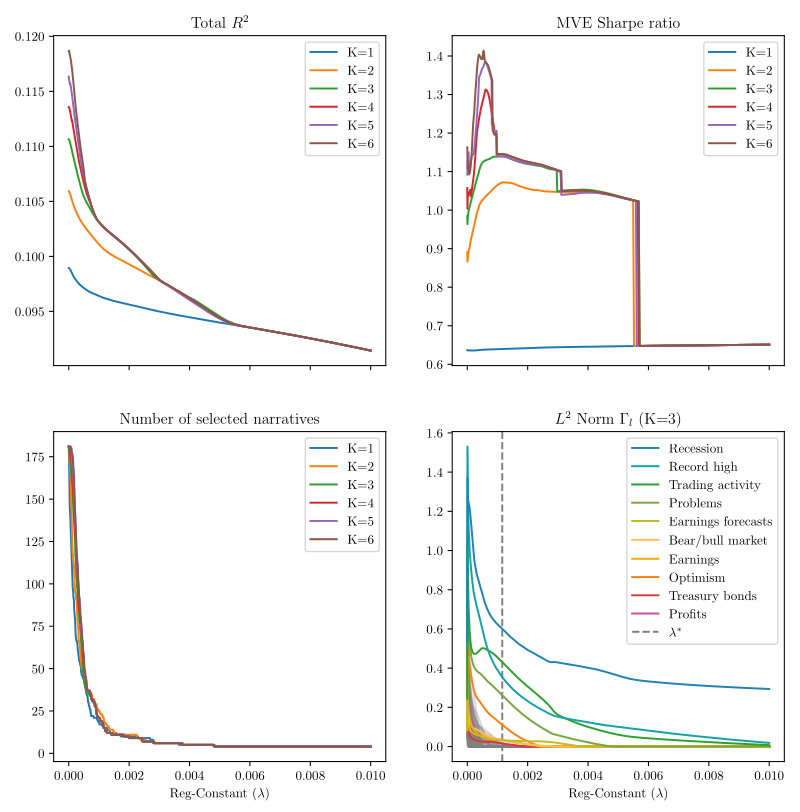 Total R²
0.120
0.115
0.110
0.105
0.100
0.095
K=1
K=2
K=3
K=4
K=5
K=6
MVE Sharpe ratio
1.4
1.3
1.2
1.1
1.0
0.9
0.8
0.7
0.6
K=1
K=2
K=3
K=4
K=5
K=6
Number of selected narratives
175
150
125
100
75
50
25
0
K=1
K=2
K=3
K=4
K=5
K=6
0.000 0.002 0.004 0.006 0.008 0.010
Reg-Constant (λ)
L² Norm Γₗ (K=3)
1.6
1.4
1.2
1.0
0.8
0.6
0.4
0.2
0.0
Recession
Record high
Trading activity
Problems
Earnings forecasts
Bear/bull market
Earnings
Optimism
Treasury bonds
Profits
λ*
0.000 0.002 0.004 0.006 0.008 0.010
Reg-Constant (λ)